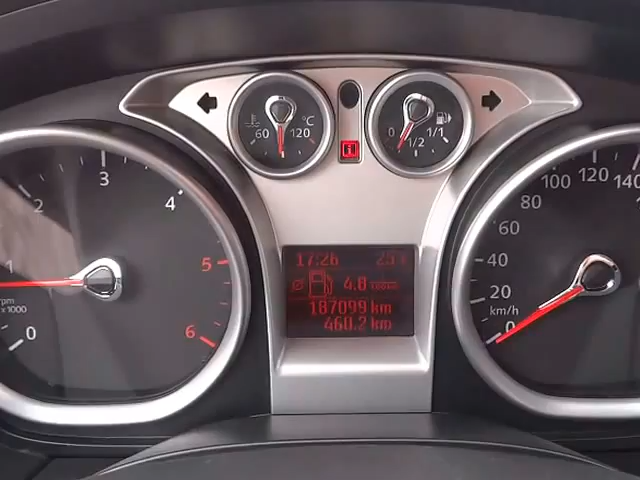 60 120 °C
0 1/2 1/1
0 1 2 3 4 5 6
rpm
x1000
17:26
4.8
187099 km
460.2 km
0 20 40 60 80 100 120 140
km/h